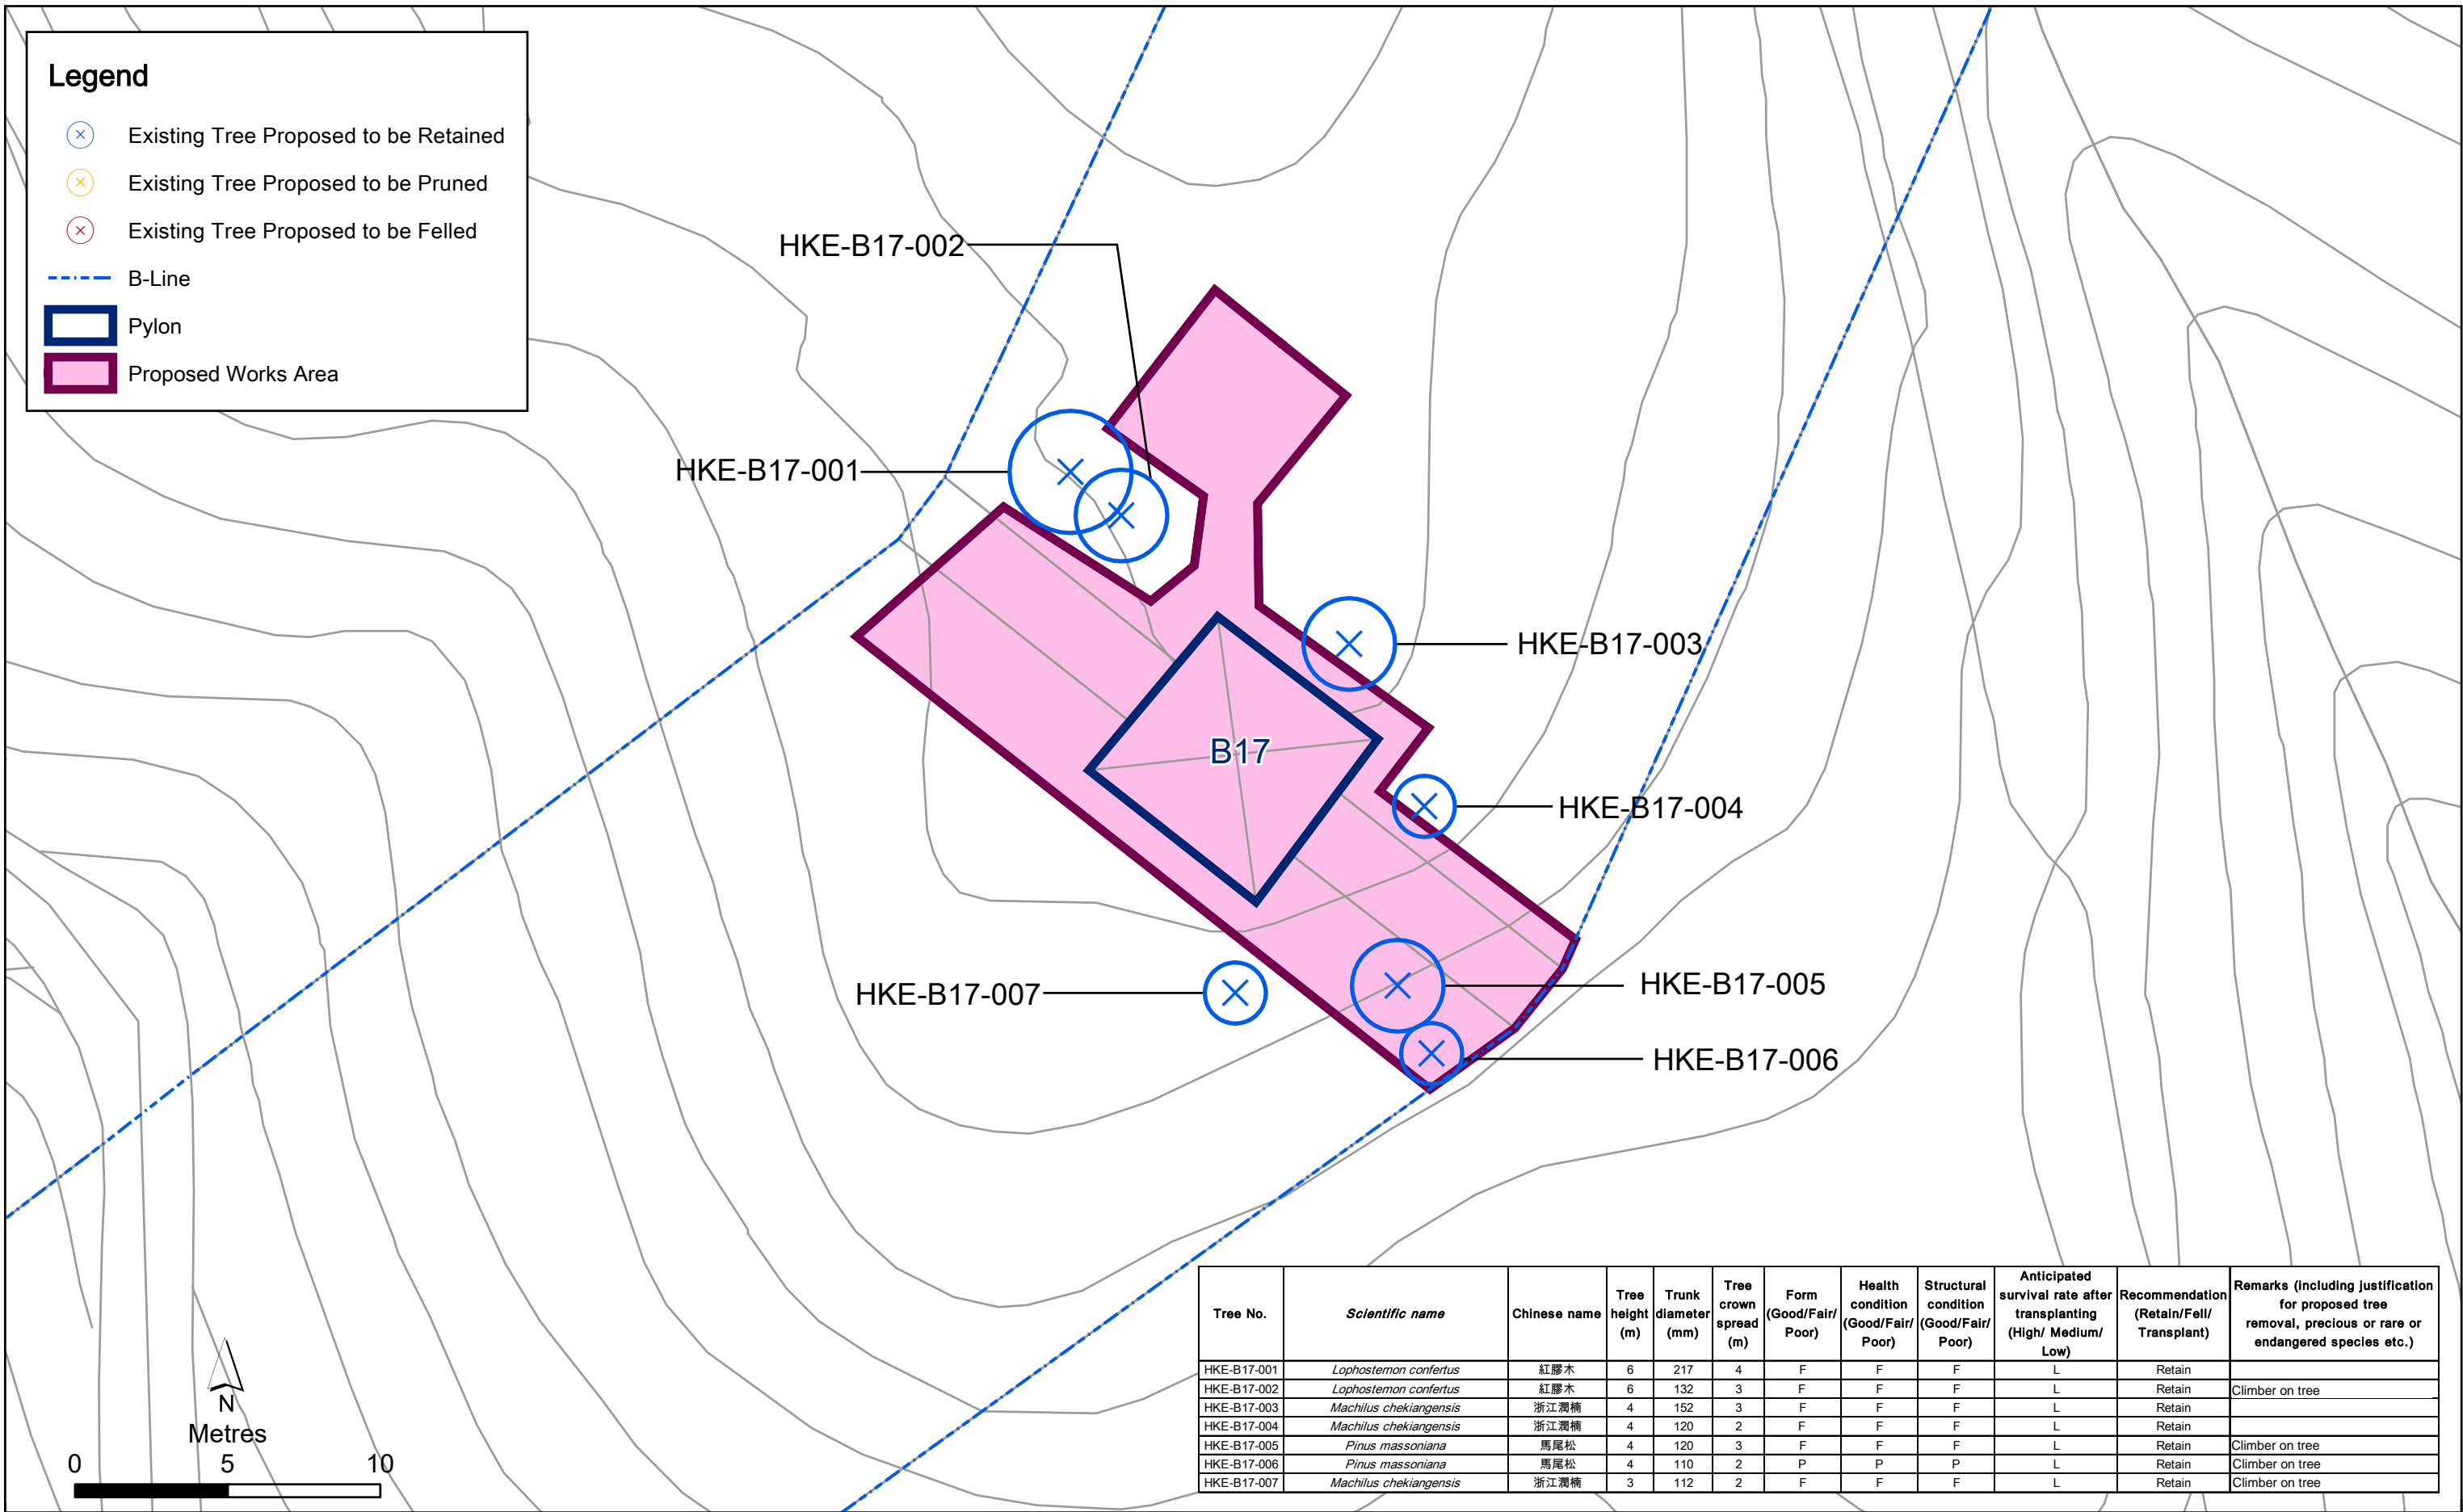 Legend
Existing Tree Proposed to be Retained
Existing Tree Proposed to be Pruned
Existing Tree Proposed to be Felled
B-Line
Pylon
Proposed Works Area
HKE-B17-002
HKE-B17-001
HKE-B17-003
B17
HKE-B17-004
HKE-B17-005
HKE-B17-007
HKE-B17-006
N
Metres
0 5 10
Tree No. Scientific name Chinese name Tree height (m) Trunk diameter (mm) Tree crown spread (m) Form (Good/Fair/ Poor) Health condition (Good/Fair/ Poor) Structural condition (Good/Fair/ Poor) Anticipated survival rate after transplanting (High/ Medium/ Low) Recommendation (Retain/Fell/ Transplant) Remarks (including justification for proposed tree removal, precious or rare or endangered species etc.)
HKE-B17-001 Lophostemon confertus 紅膠木 6 217 4 F F F L Retain
HKE-B17-002 Lophostemon confertus 紅膠木 6 132 3 F F F L Retain Climber on tree
HKE-B17-003 Machilus chekiangensis 浙江潤楠 4 152 3 F F F L Retain
HKE-B17-004 Machilus chekiangensis 浙江潤楠 4 120 2 F F F L Retain
HKE-B17-005 Pinus massoniana 馬尾松 4 120 3 F F F L Retain Climber on tree
HKE-B17-006 Pinus massoniana 馬尾松 4 110 2 P P P L Retain Climber on tree
HKE-B17-007 Machilus chekiangensis 浙江潤楠 3 112 2 F F F L Retain Climber on tree